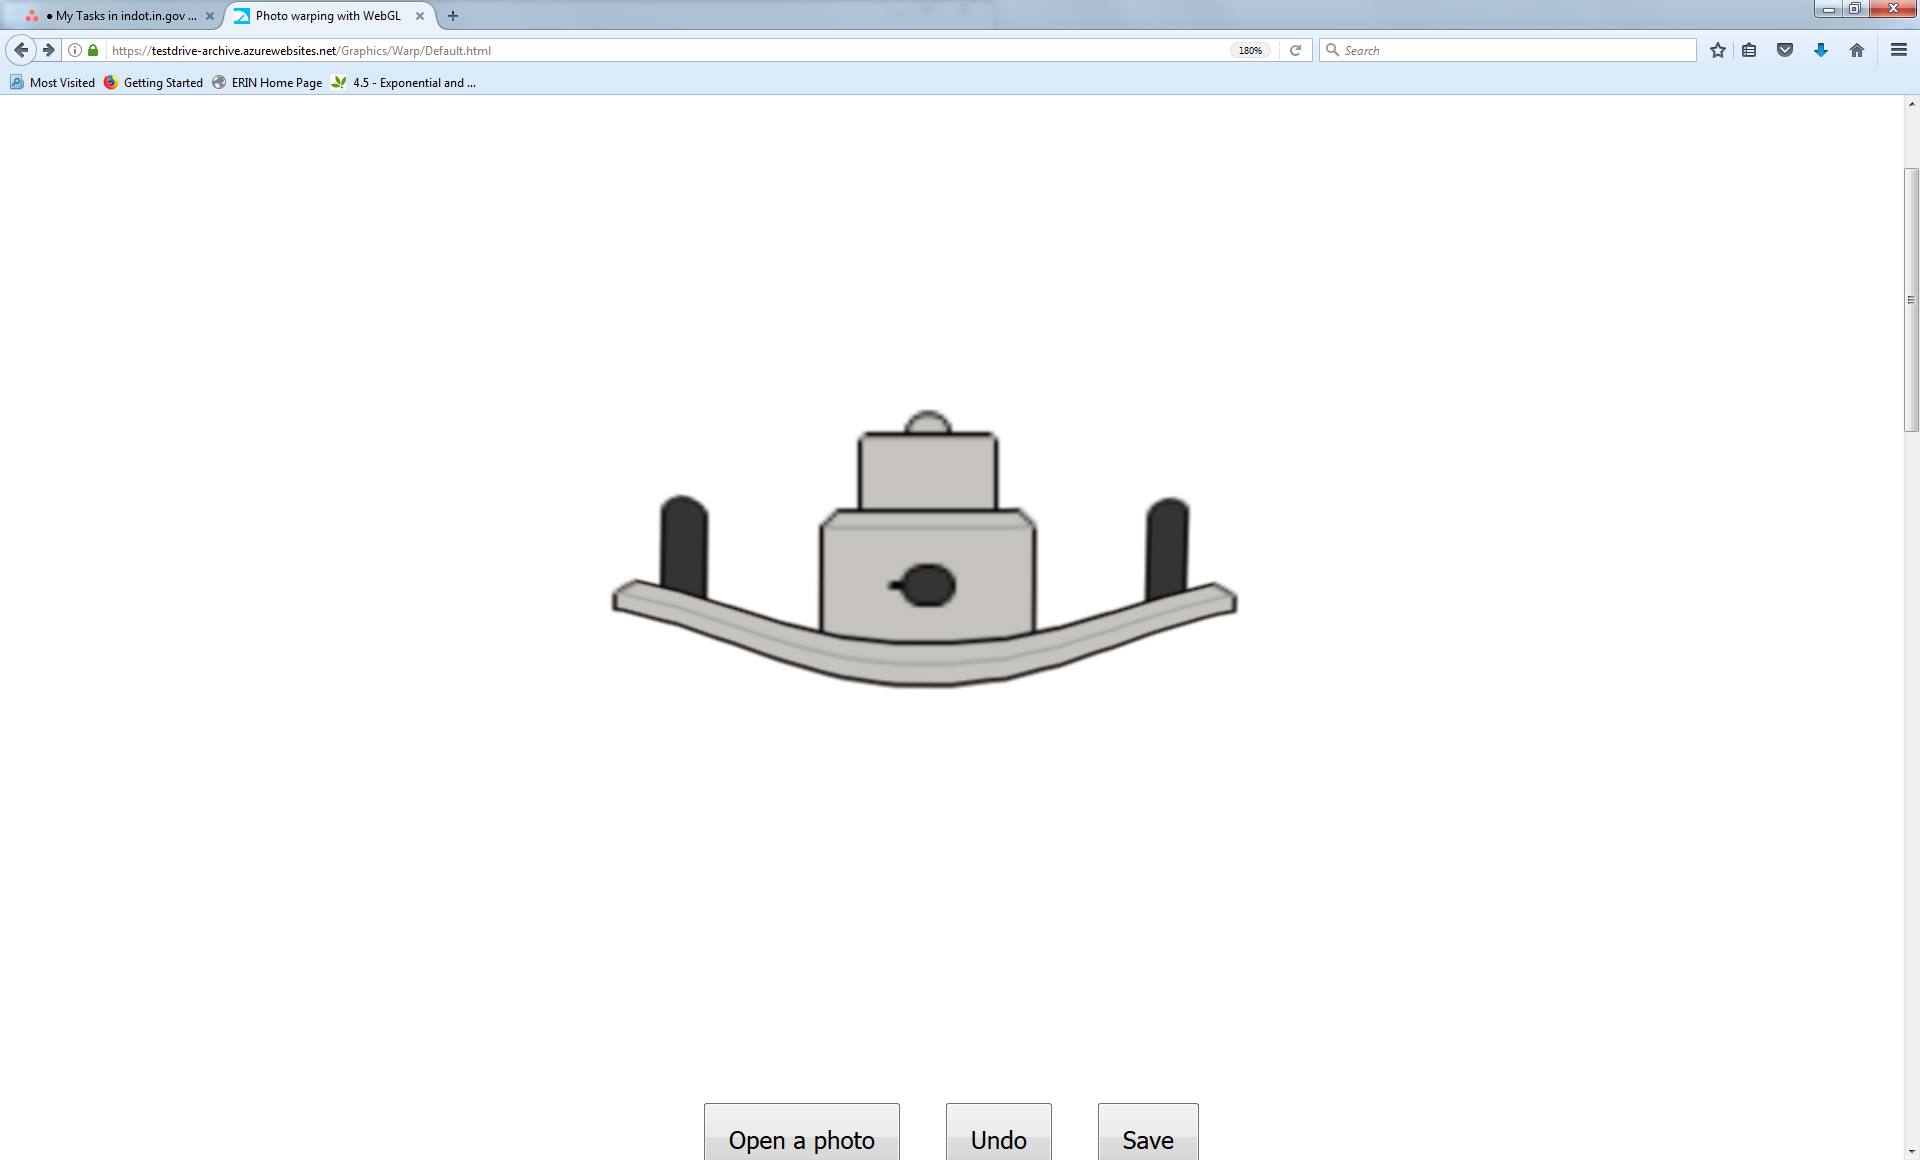 • My Tasks in indot.in.gov ...
Photo warping with WebGL
https://testdrive-archive.azurewebsites.net/Graphics/Warp/Default.html
180%
Search
Most Visited
Getting Started
ERIN Home Page
4.5 - Exponential and ...
Open a photo
Undo
Save